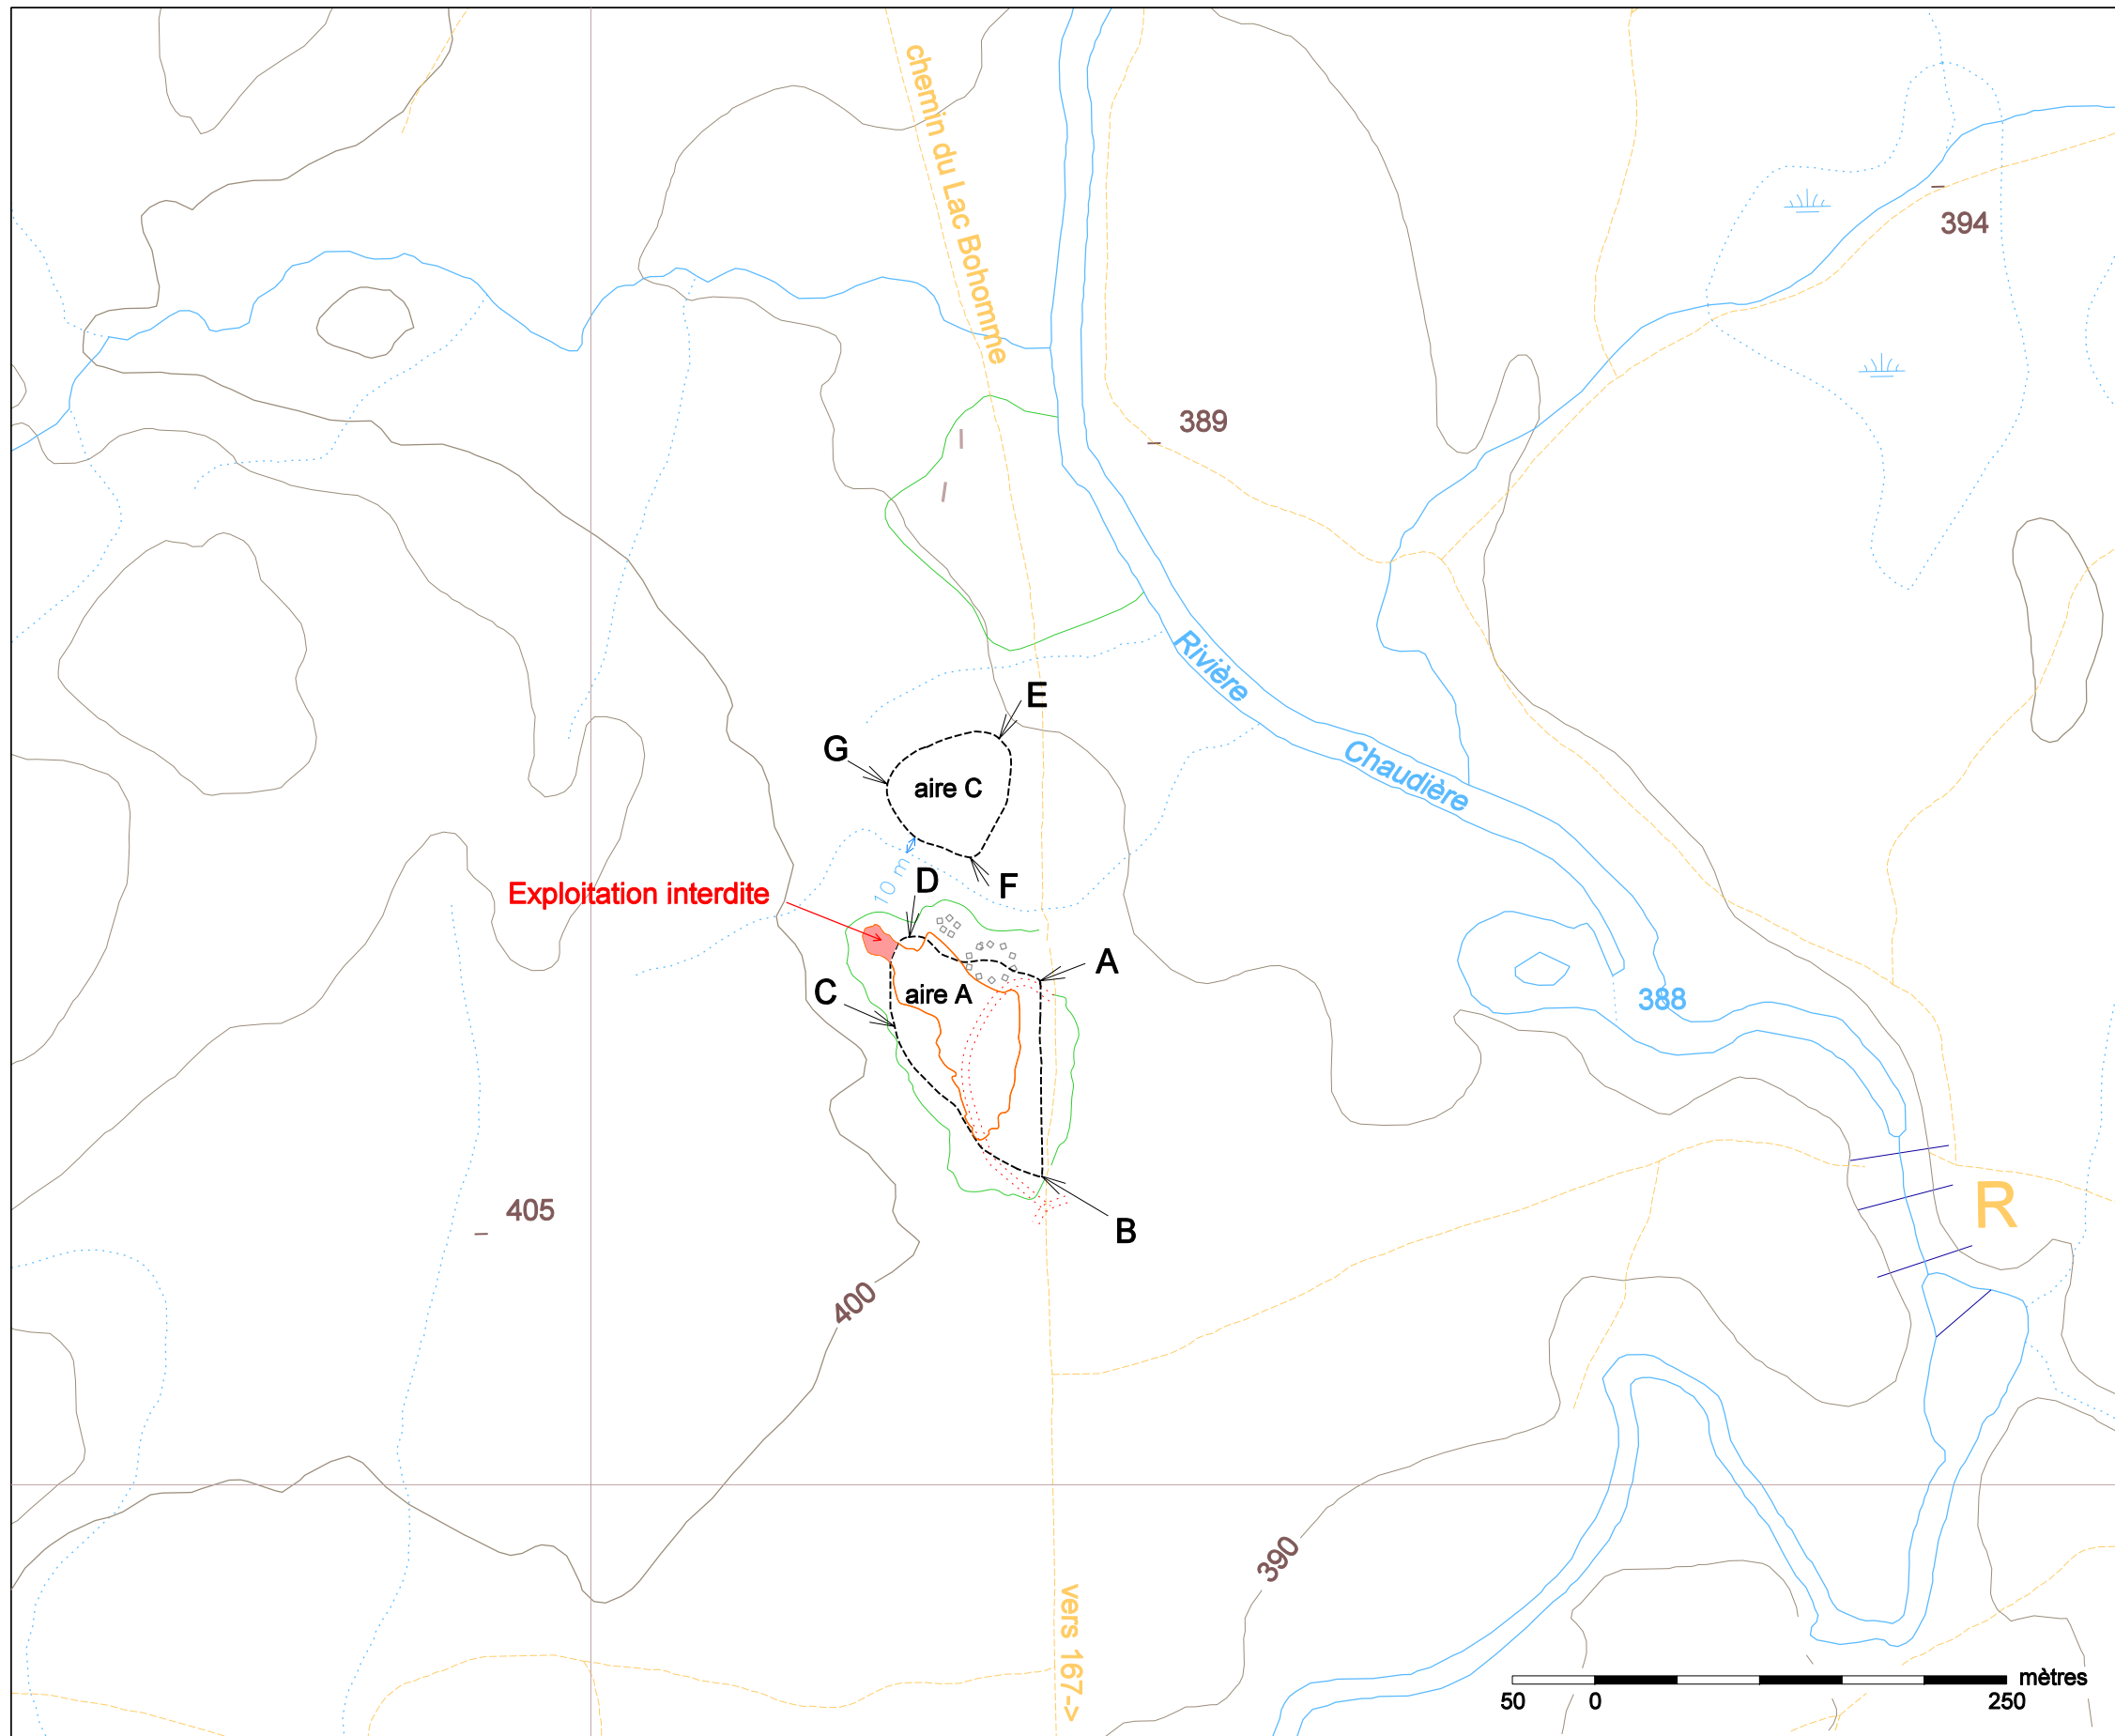 chemin du Lac Bohomme
394
389
Rivière
Chaudière
E
G
aire C
10 m
D
F
Exploitation interdite
A
C
aire A
388
405
R
B
400
390
vers 167->
mètres
50
0
250